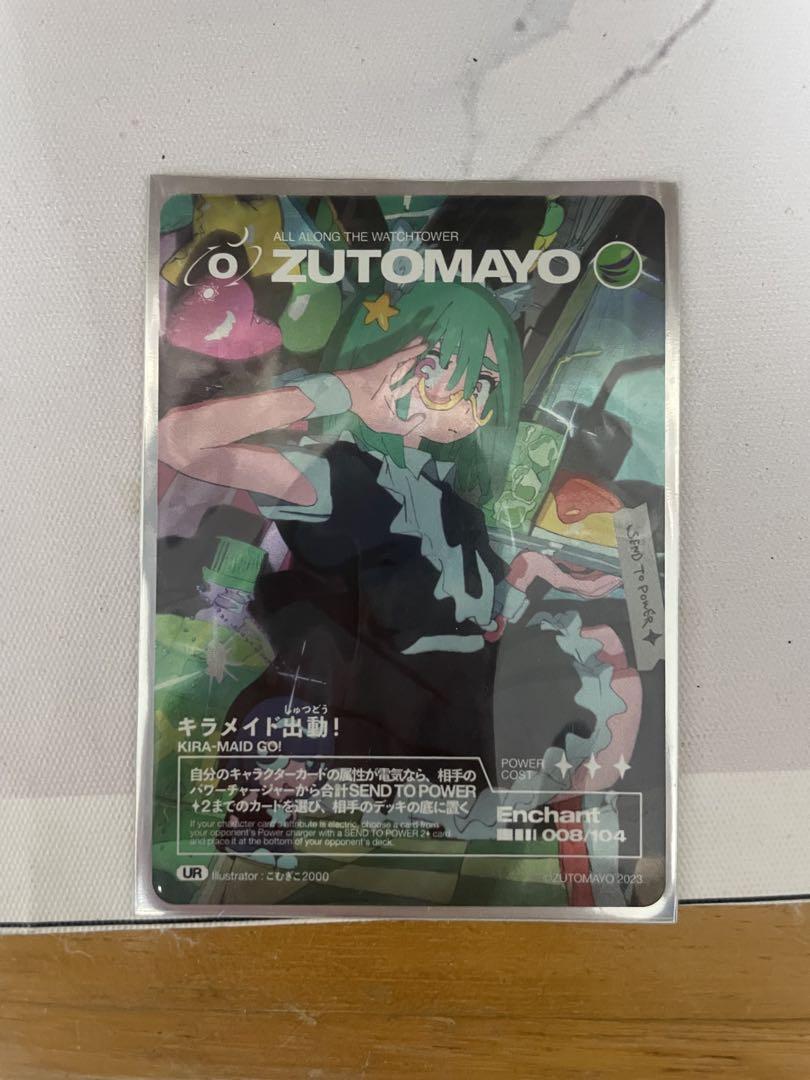 ALL ALONG THE WATCHTOWER
ZUTOMAYO
SEND TO POWER
しゅつどう
キラメイド出動!
KIRA-MAID GO!
POWER
COST
自分のキャラクターカードの属性が電気なら、相手の
パワーチャージャーから合計SEND TO POWER
✦2までのカードを選び、相手のデッキの底に置く
If your character card's attribute is electric, choose a card from
your opponent's Power charger with a SEND TO POWER 2✦ card
and place it at the bottom of your opponent's deck.
Enchant
008/104
UR Illustrator : こむぎこ2000
©ZUTOMAYO 2023